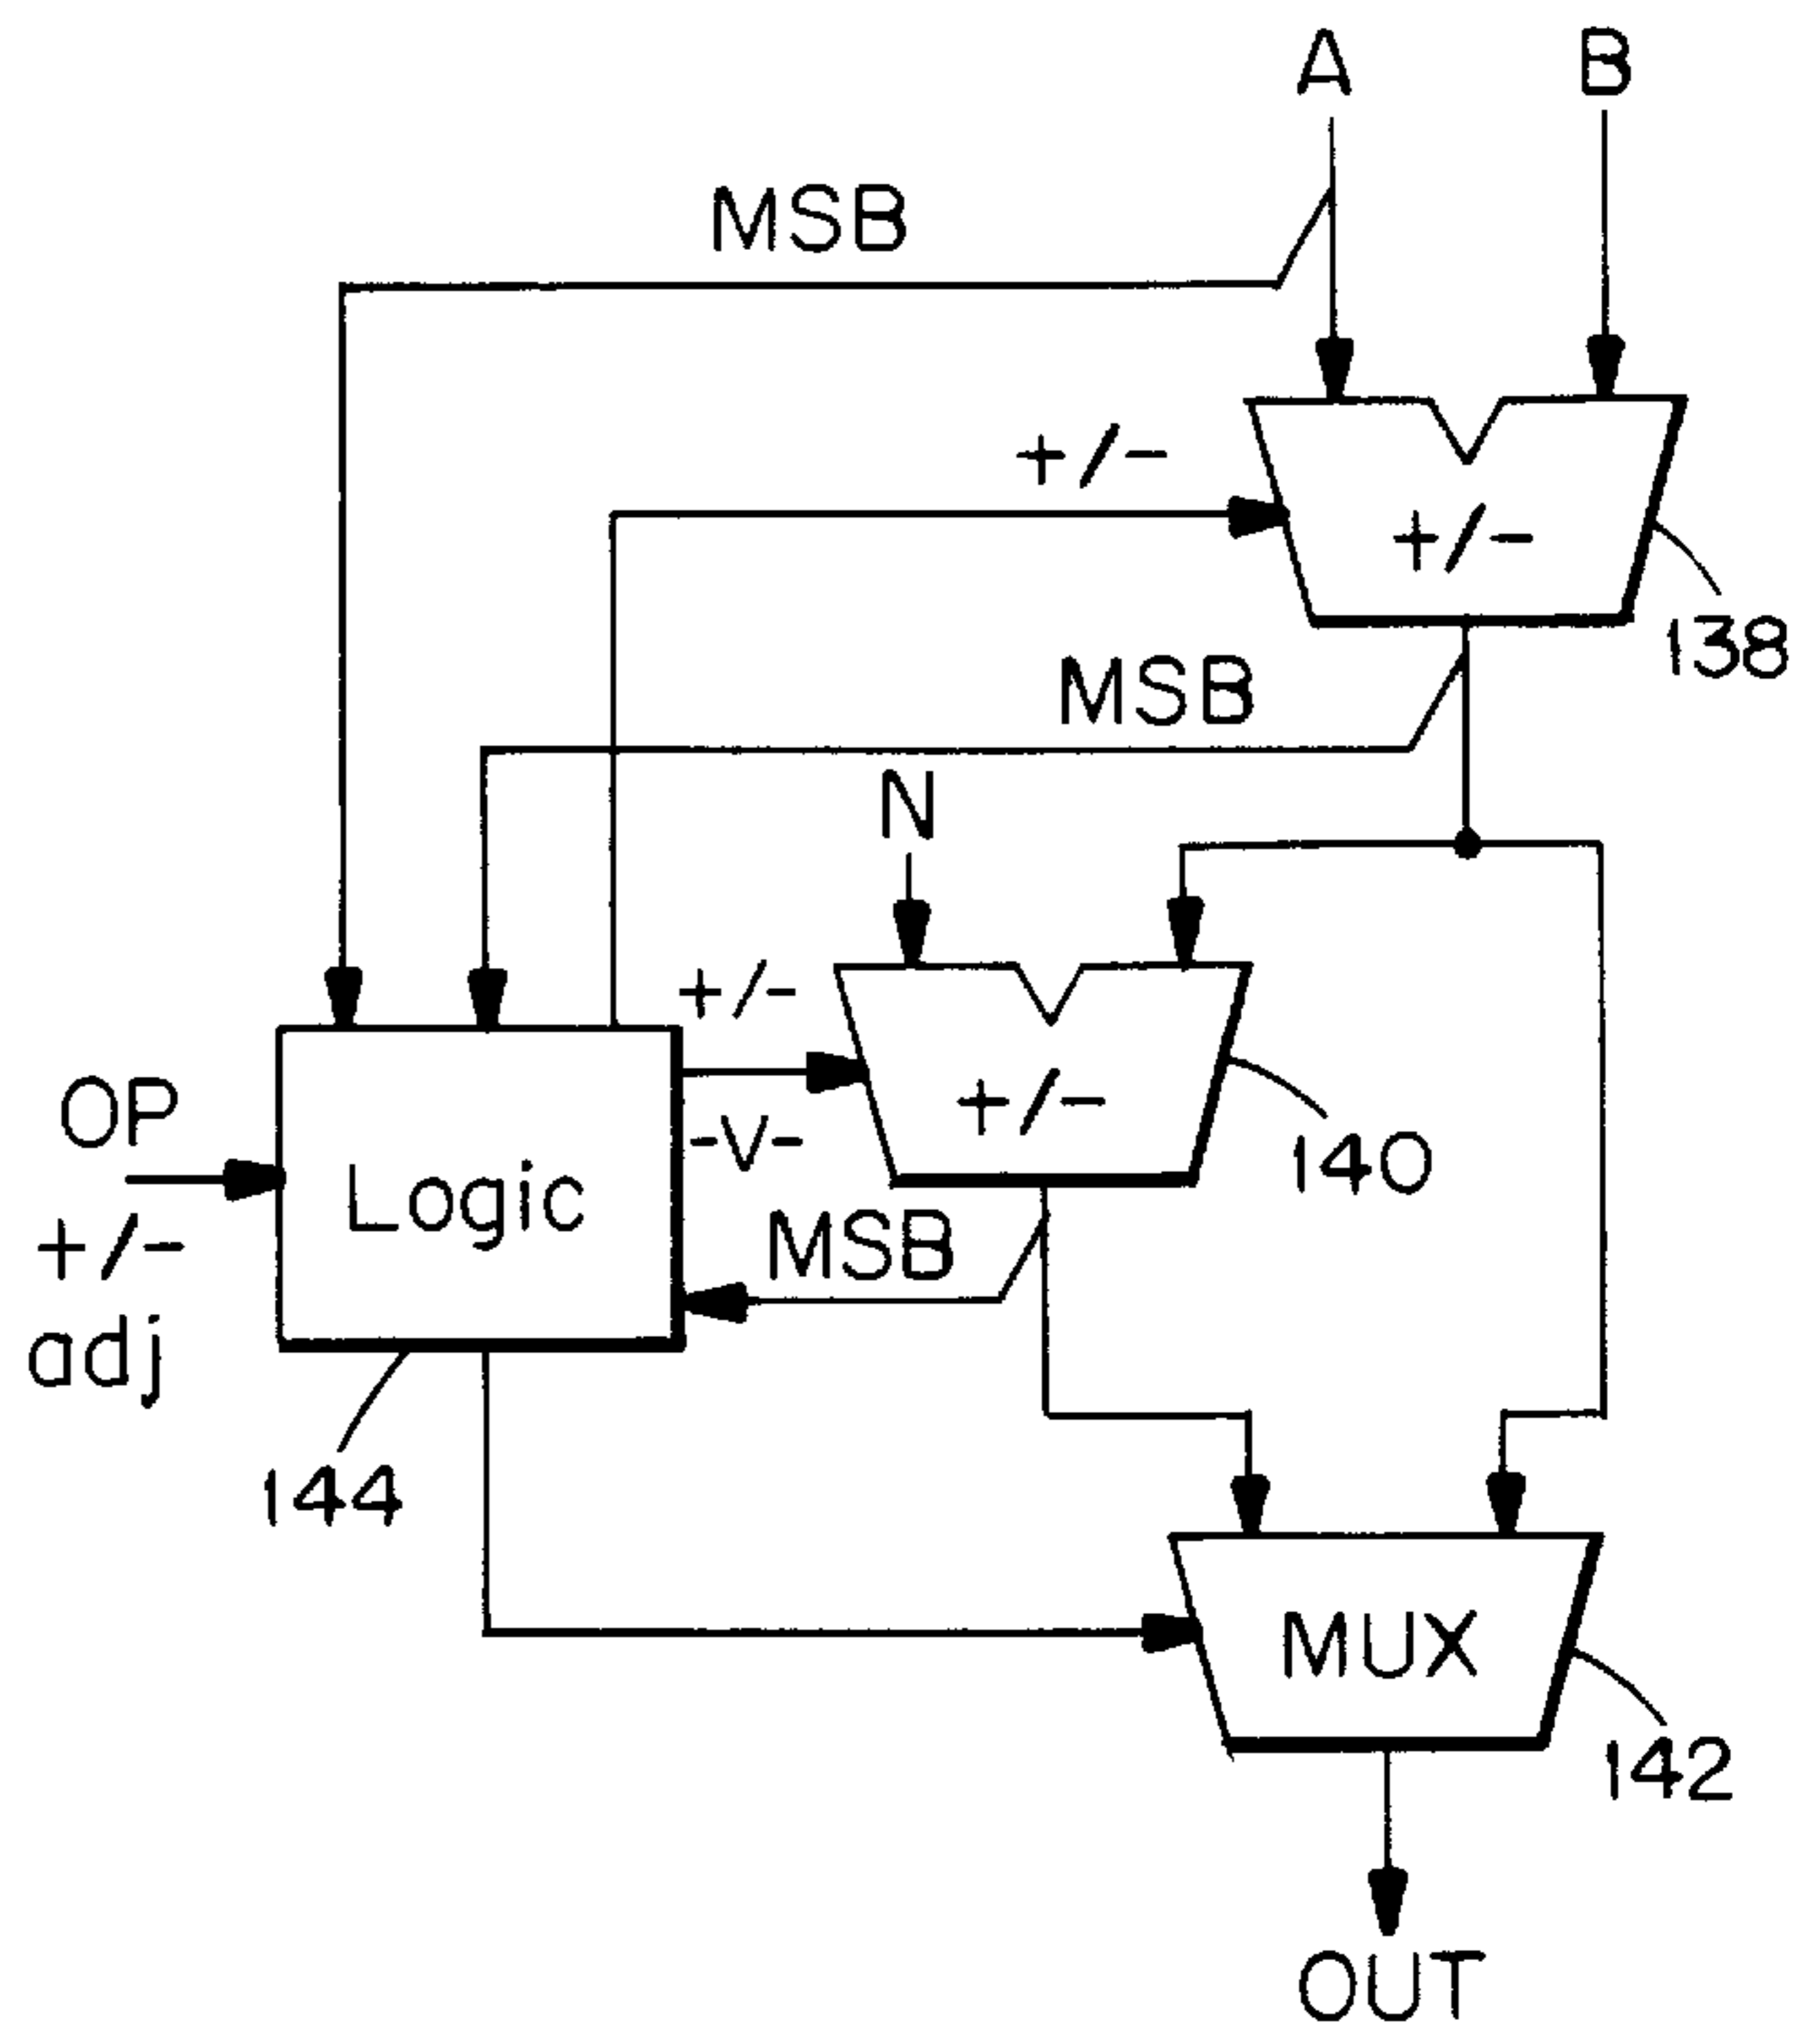 A B
MSB
+/-
+/-
138
MSB
N
+/-
OP
+/-
adj
Logic
-V-
+/-
140
MSB
144
MUX
142
OUT